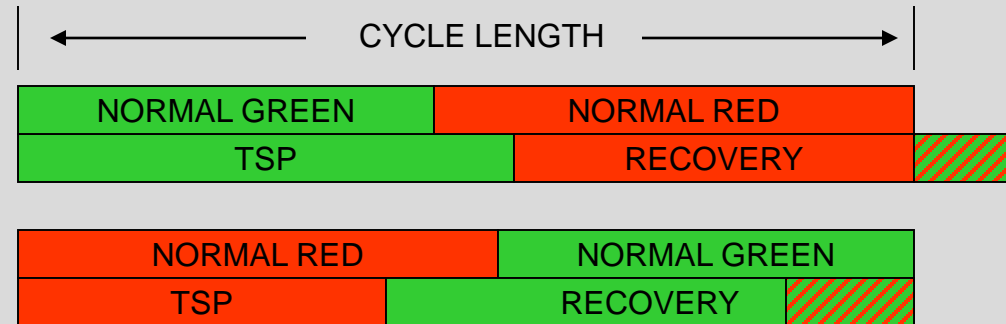 CYCLE LENGTH
NORMAL GREEN NORMAL RED
TSP RECOVERY
NORMAL RED NORMAL GREEN
TSP RECOVERY